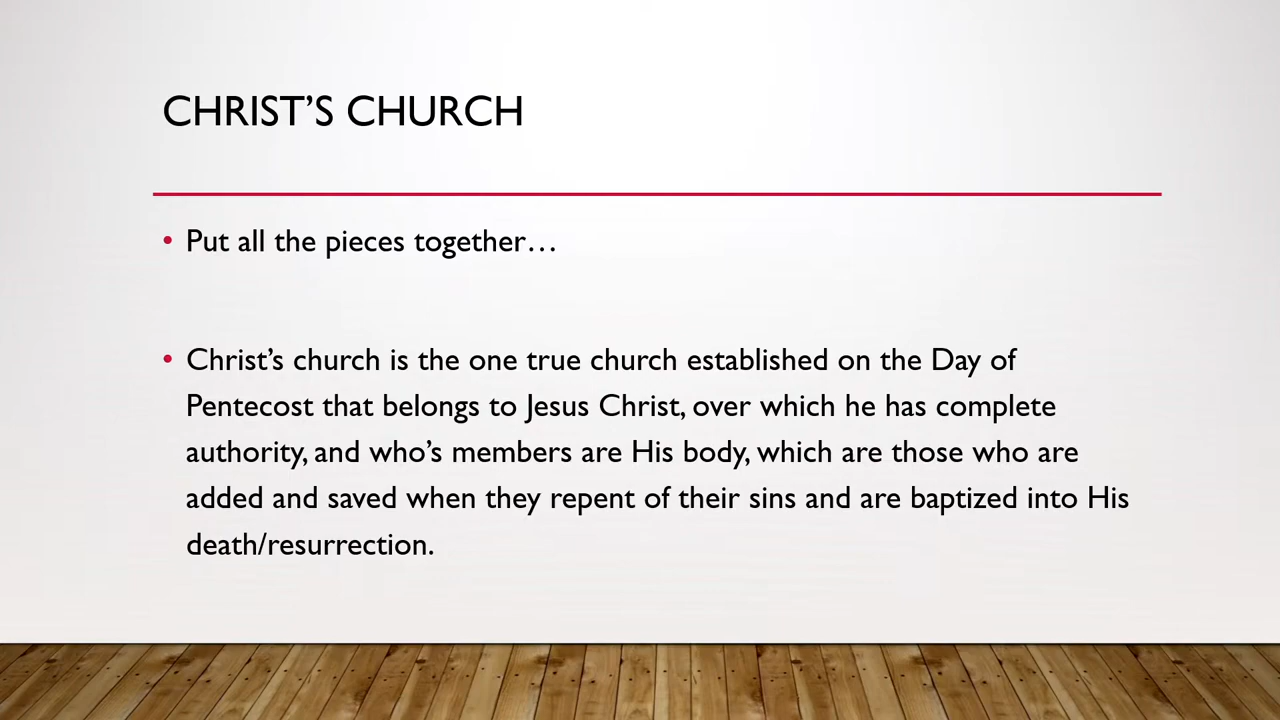 CHRIST’S CHURCH
• Put all the pieces together…
• Christ’s church is the one true church established on the Day of
Pentecost that belongs to Jesus Christ, over which he has complete
authority, and who’s members are His body, which are those who are
added and saved when they repent of their sins and are baptized into His
death/resurrection.